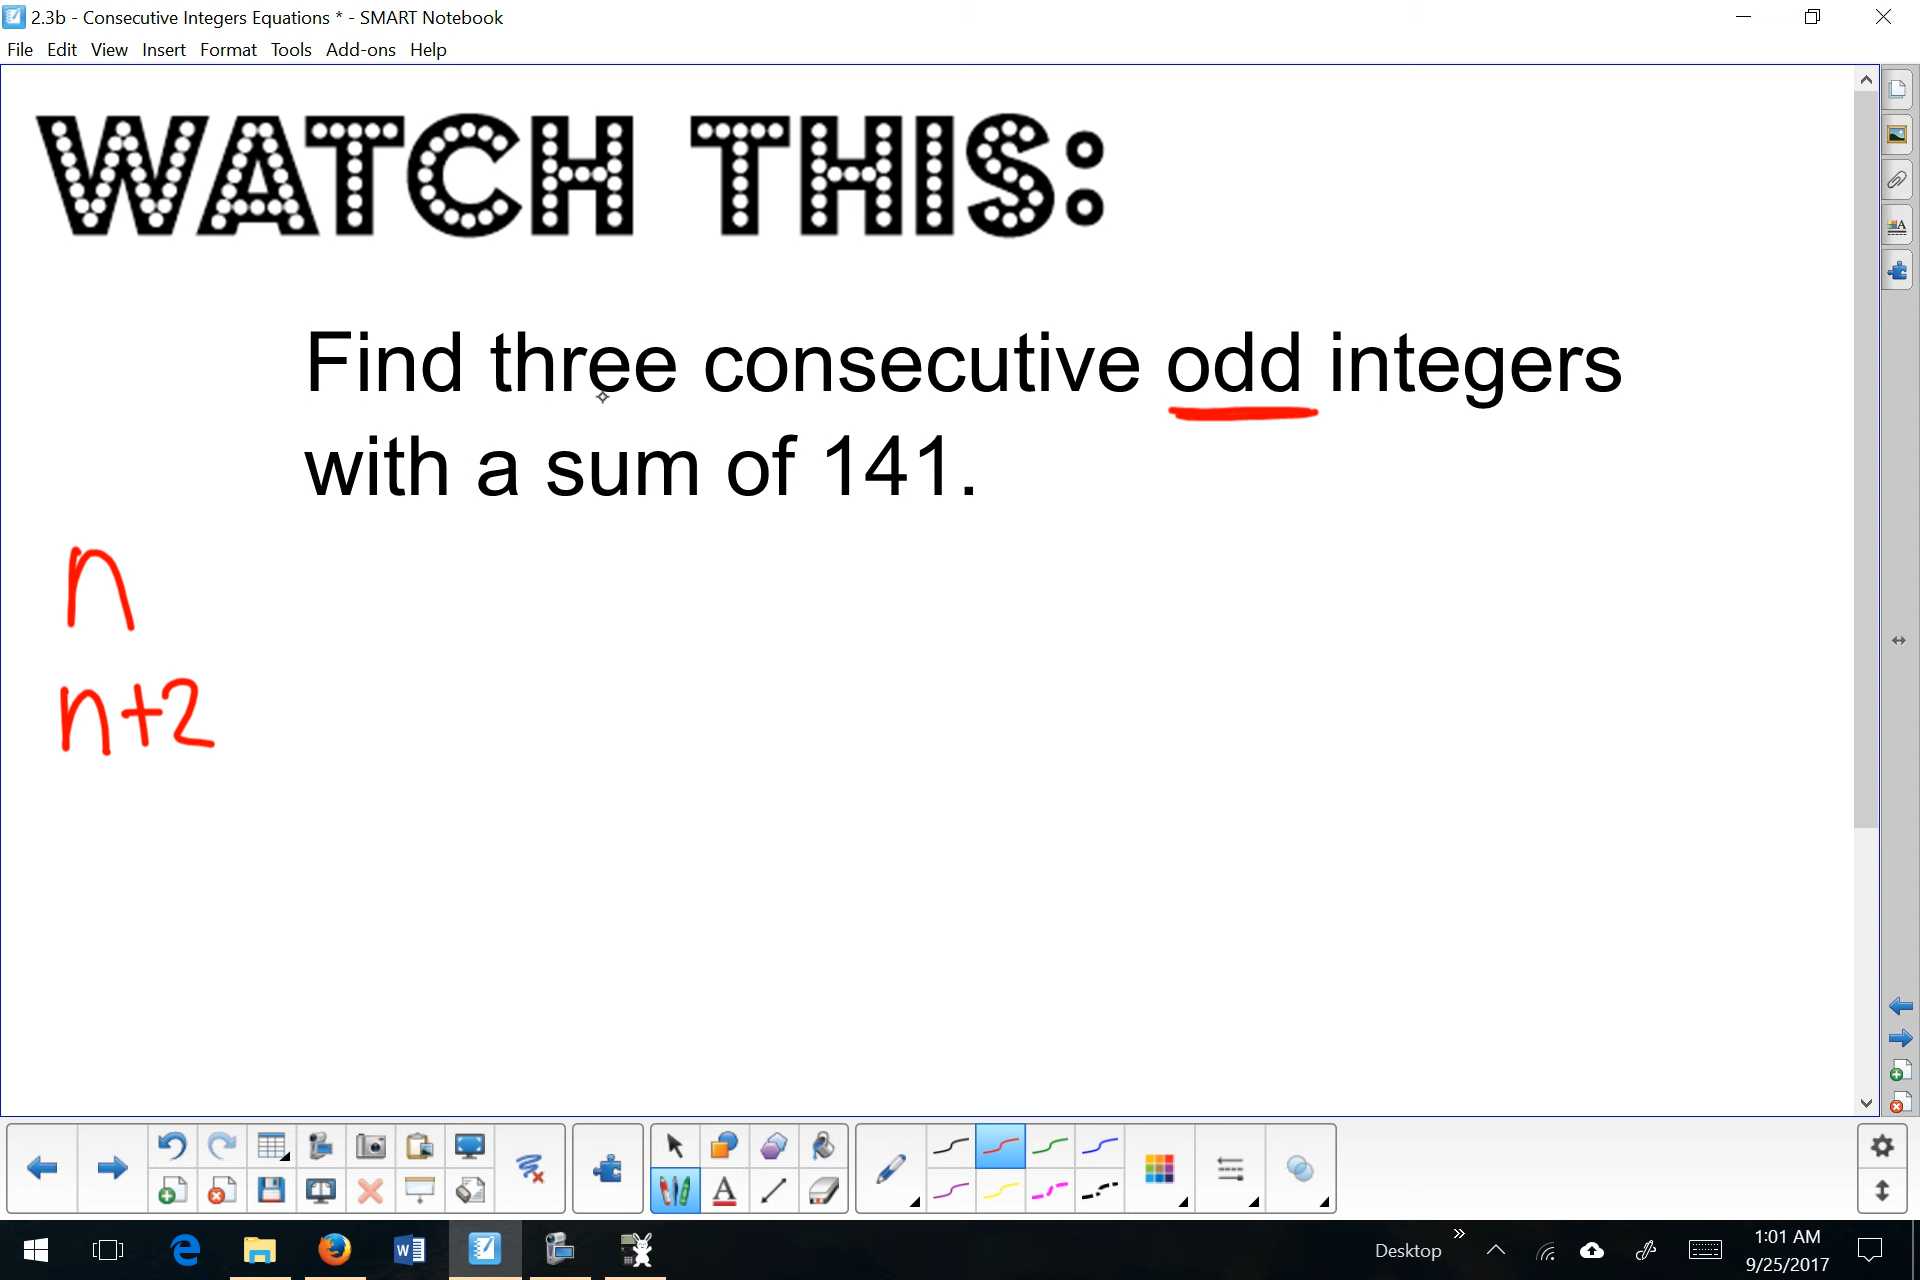 2.3b - Consecutive Integers Equations * - SMART Notebook
File Edit View Insert Format Tools Add-ons Help
WATCH THIS:
Find three consecutive odd integers
with a sum of 141.
n
n+2
Desktop
1:01 AM
9/25/2017